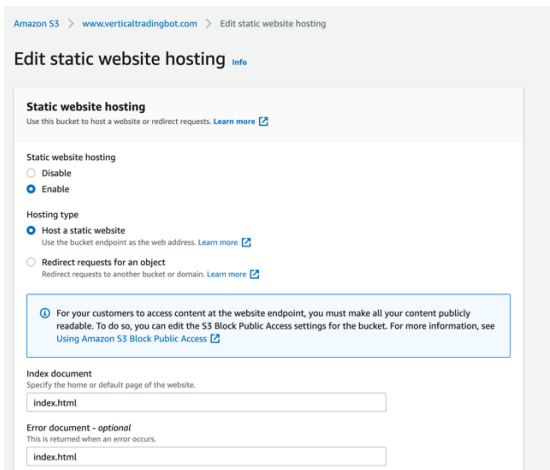 Amazon S3 > www.verticaltradingbot.com > Edit static website hosting
Edit static website hosting Info
Static website hosting
Use this bucket to host a website or redirect requests. Learn more
Static website hosting
Disable
Enable
Hosting type
Host a static website
Use the bucket endpoint as the web address. Learn more
Redirect requests for an object
Redirect requests to another bucket or domain. Learn more
For your customers to access content at the website endpoint, you must make all your content publicly
readable. To do so, you can edit the S3 Block Public Access settings for the bucket. For more information, see
Using Amazon S3 Block Public Access
Index document
Specify the home or default page of the website.
index.html
Error document - optional
This is returned when an error occurs.
index.html